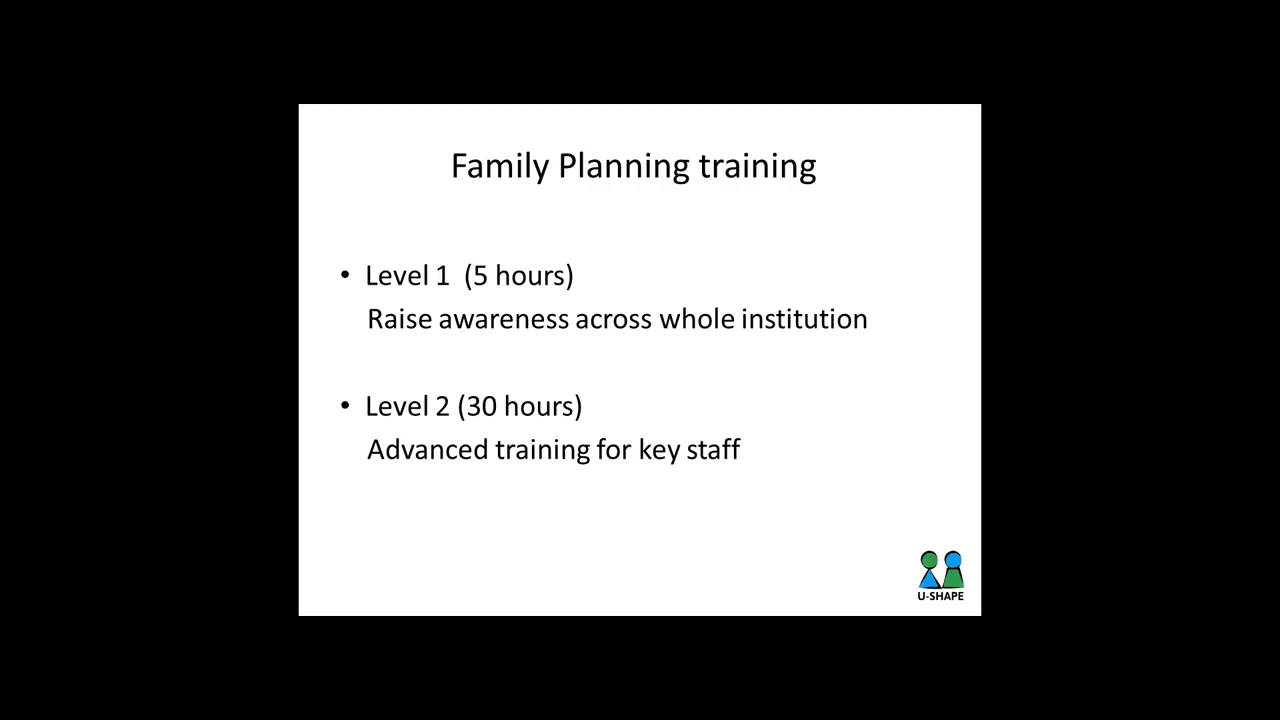 Family Planning training
• Level 1 (5 hours)
Raise awareness across whole institution
• Level 2 (30 hours)
Advanced training for key staff
U-SHAPE